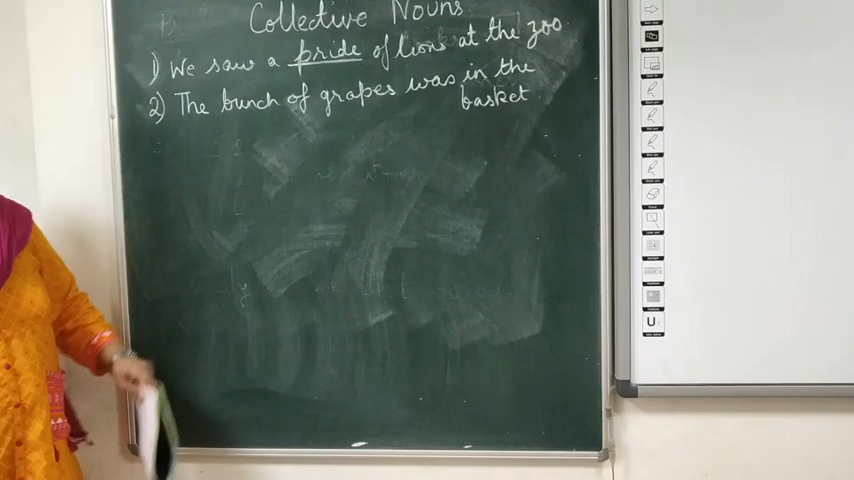 Collective Nouns
1) We saw a pride of lions at the zoo
2) The bunch of grapes was in the
basket